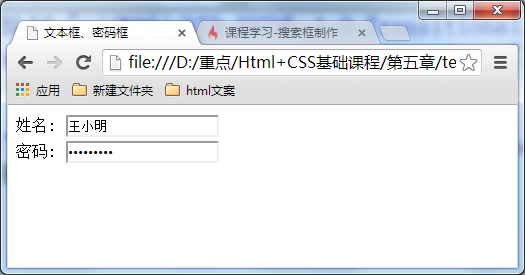 文本框、密码框
课程学习-搜索框制作
file:///D:/重点/Html+CSS基础课程/第五章/te
应用 新建文件夹 html文案
姓名: 王小明
密码: •••••••••